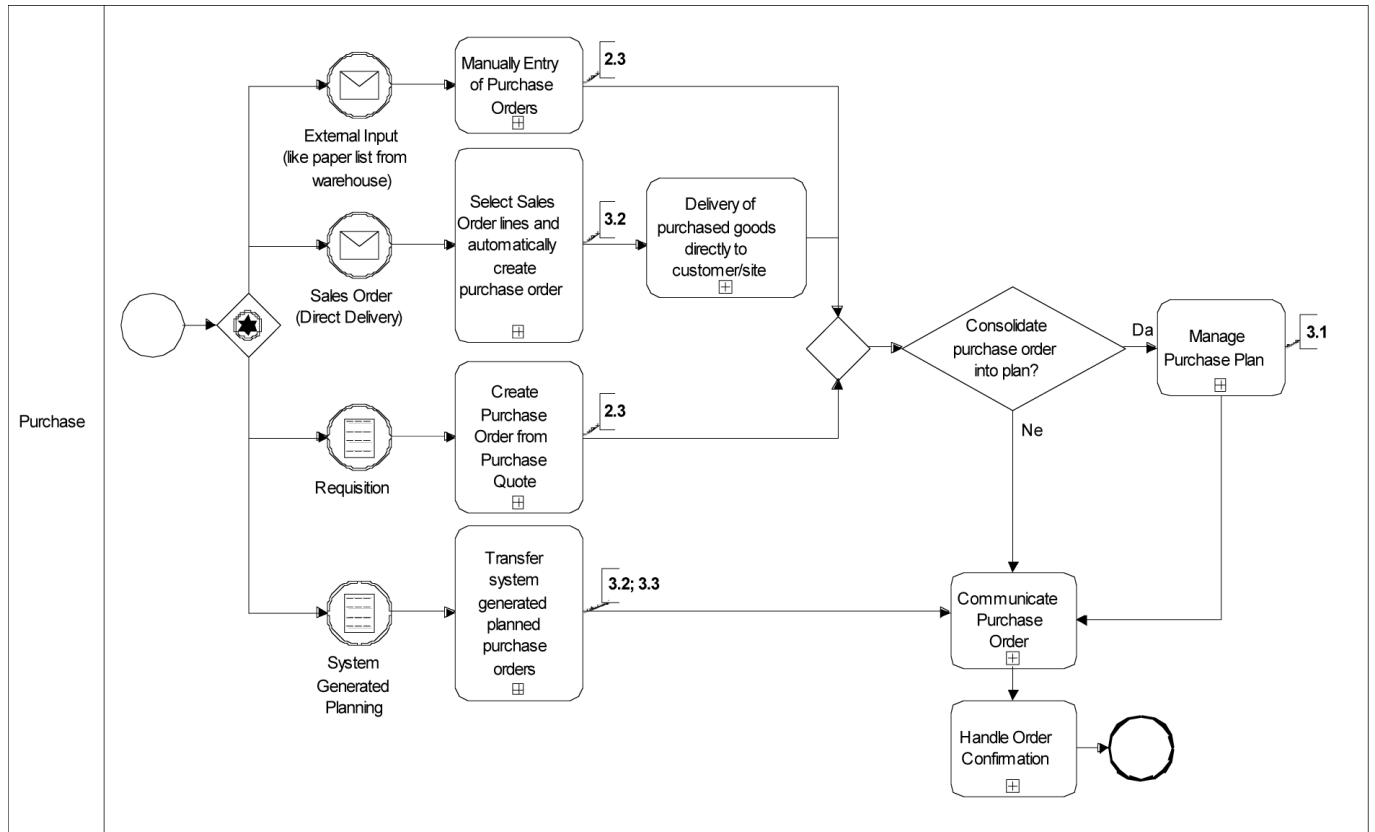 Purchase
External Input
(like paper list from
warehouse)
Manually Entry
of Purchase
Orders
2.3
Sales Order
(Direct Delivery)
Select Sales
Order lines and
automatically
create
purchase order
3.2
Delivery of
purchased goods
directly to
customer/site
Requisition
Create
Purchase
Order from
Purchase
Quote
2.3
System
Generated
Planning
Transfer
system
generated
planned
purchase
orders
3.2; 3.3
Consolidate
purchase order
into plan?
Da
Ne
Manage
Purchase Plan
3.1
Communicate
Purchase
Order
Handle Order
Confirmation